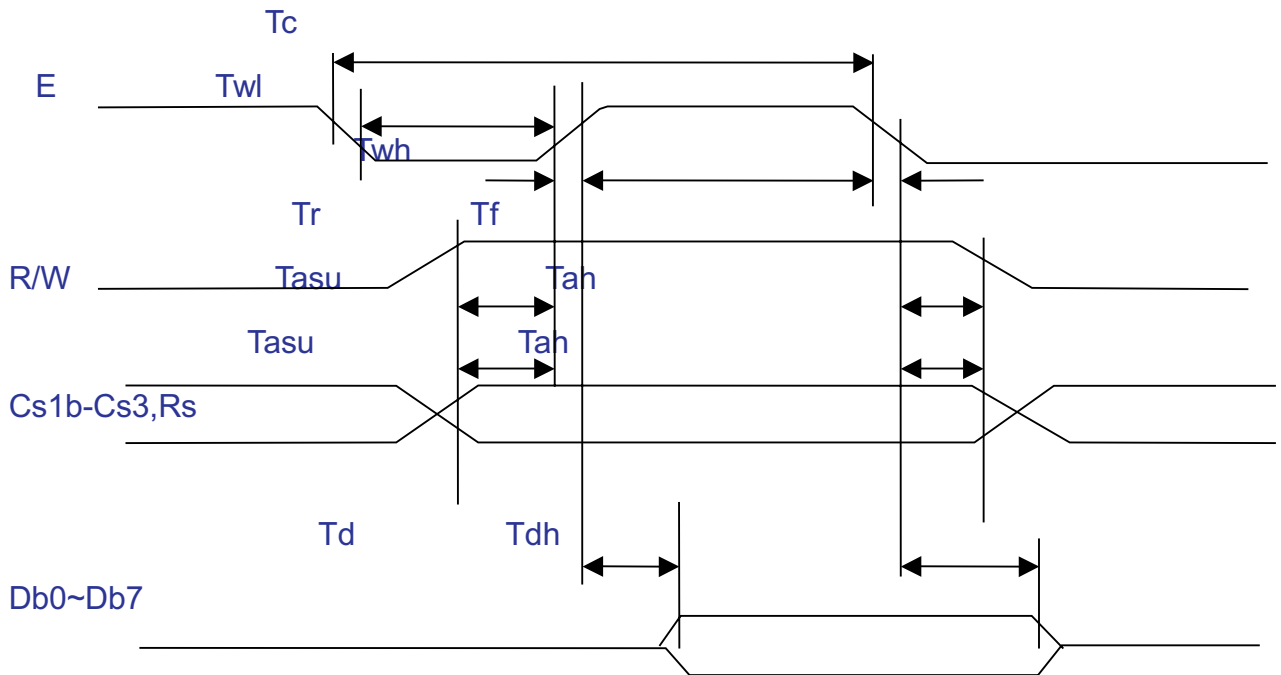 Tc
E Twl
Twh
Tr Tf
R/W Tasu Tah
Tasu Tah
Cs1b-Cs3,Rs
Td Tdh
Db0~Db7